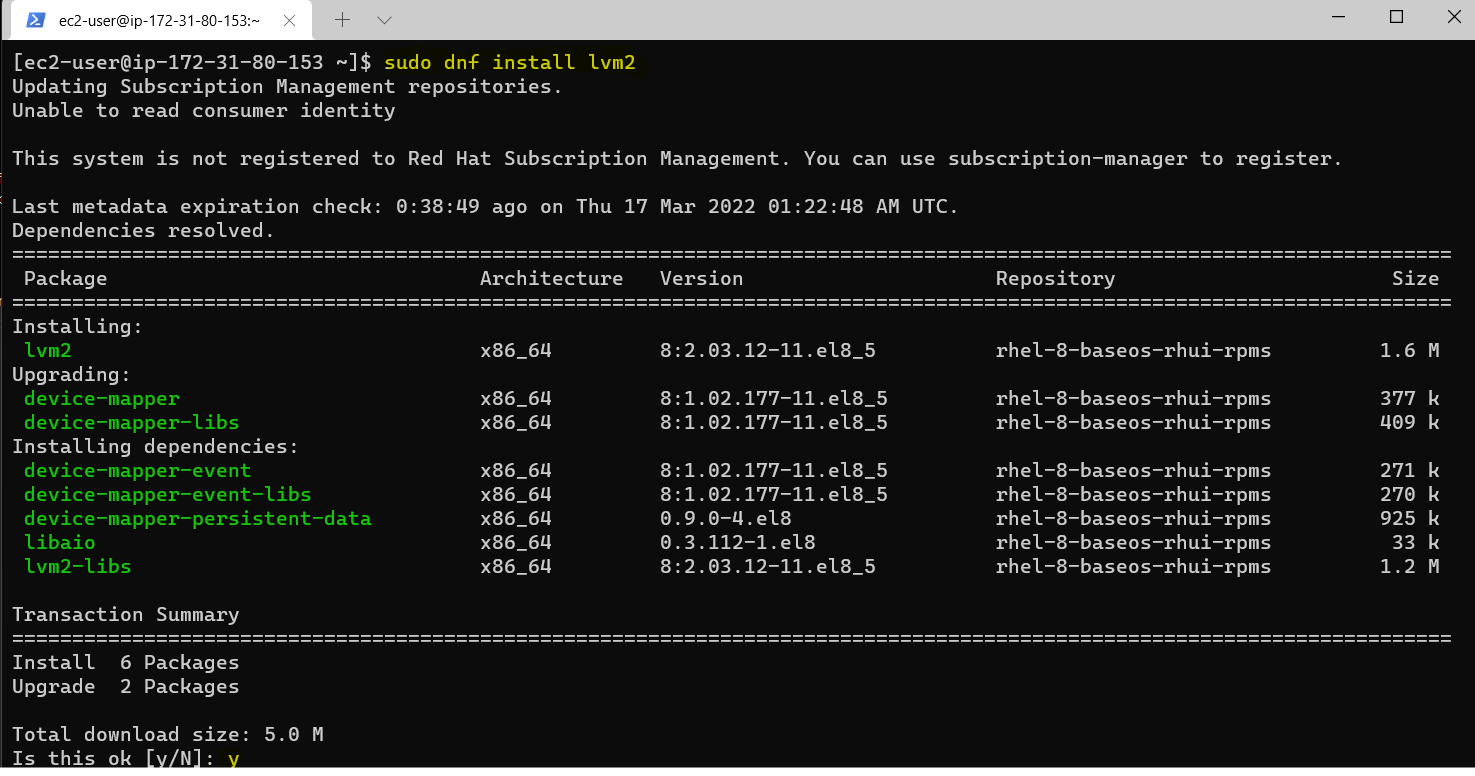 ec2-user@ip-172-31-80-153:~
[ec2-user@ip-172-31-80-153 ~]$ sudo dnf install lvm2
Updating Subscription Management repositories.
Unable to read consumer identity
This system is not registered to Red Hat Subscription Management. You can use subscription-manager to register.
Last metadata expiration check: 0:38:49 ago on Thu 17 Mar 2022 01:22:48 AM UTC.
Dependencies resolved.
========================================================================================================================
Package Architecture Version Repository Size
========================================================================================================================
Installing:
lvm2 x86_64 8:2.03.12-11.el8_5 rhel-8-baseos-rhui-rpms 1.6 M
Upgrading:
device-mapper x86_64 8:1.02.177-11.el8_5 rhel-8-baseos-rhui-rpms 377 k
device-mapper-libs x86_64 8:1.02.177-11.el8_5 rhel-8-baseos-rhui-rpms 409 k
Installing dependencies:
device-mapper-event x86_64 8:1.02.177-11.el8_5 rhel-8-baseos-rhui-rpms 271 k
device-mapper-event-libs x86_64 8:1.02.177-11.el8_5 rhel-8-baseos-rhui-rpms 270 k
device-mapper-persistent-data x86_64 0.9.0-4.el8 rhel-8-baseos-rhui-rpms 925 k
libaio x86_64 0.3.112-1.el8 rhel-8-baseos-rhui-rpms 33 k
lvm2-libs x86_64 8:2.03.12-11.el8_5 rhel-8-baseos-rhui-rpms 1.2 M
Transaction Summary
========================================================================================================================
Install 6 Packages
Upgrade 2 Packages
Total download size: 5.0 M
Is this ok [y/N]: y